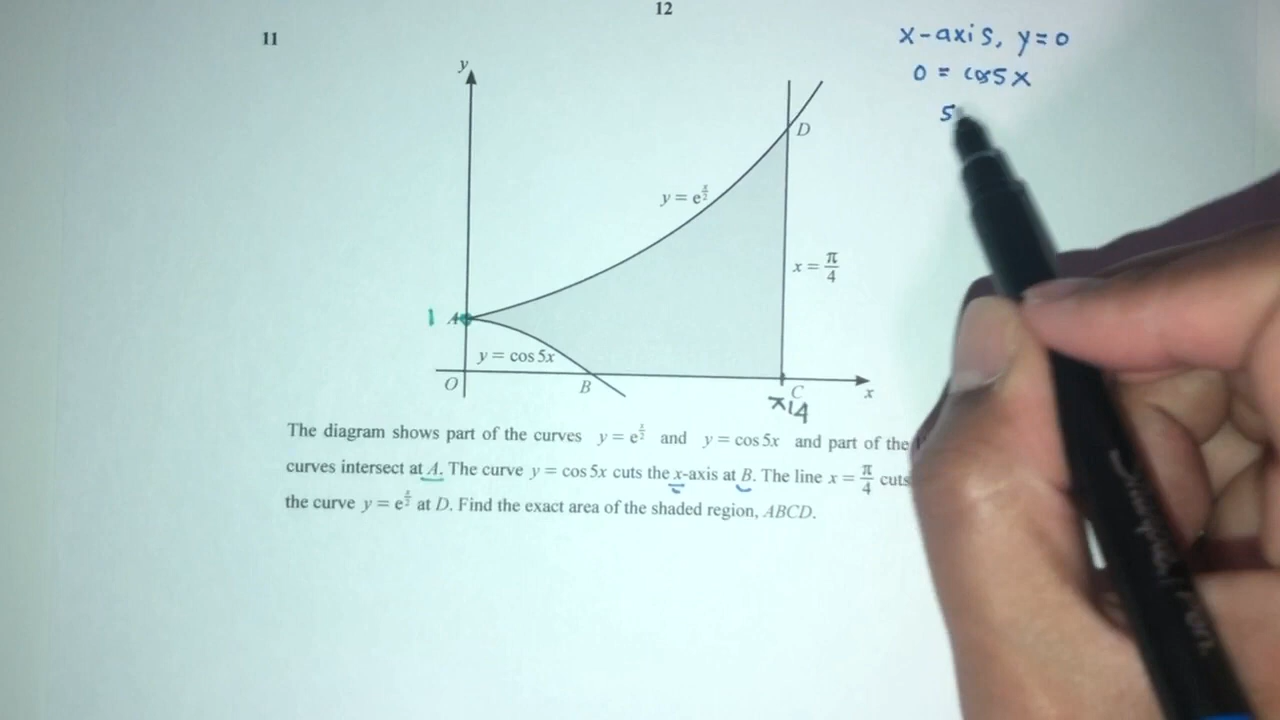 12
11
x-axis, y=0
0 = cos5x
5
y
D
y = e^{x/2}
x = π/4
1 A
y = cos 5x
O
B
C
x
π/4
The diagram shows part of the curves y = e^{x/2} and y = cos 5x and part of the
curves intersect at A. The curve y = cos 5x cuts the x-axis at B. The line x = π/4 cuts
the curve y = e^{x/2} at D. Find the exact area of the shaded region, ABCD.